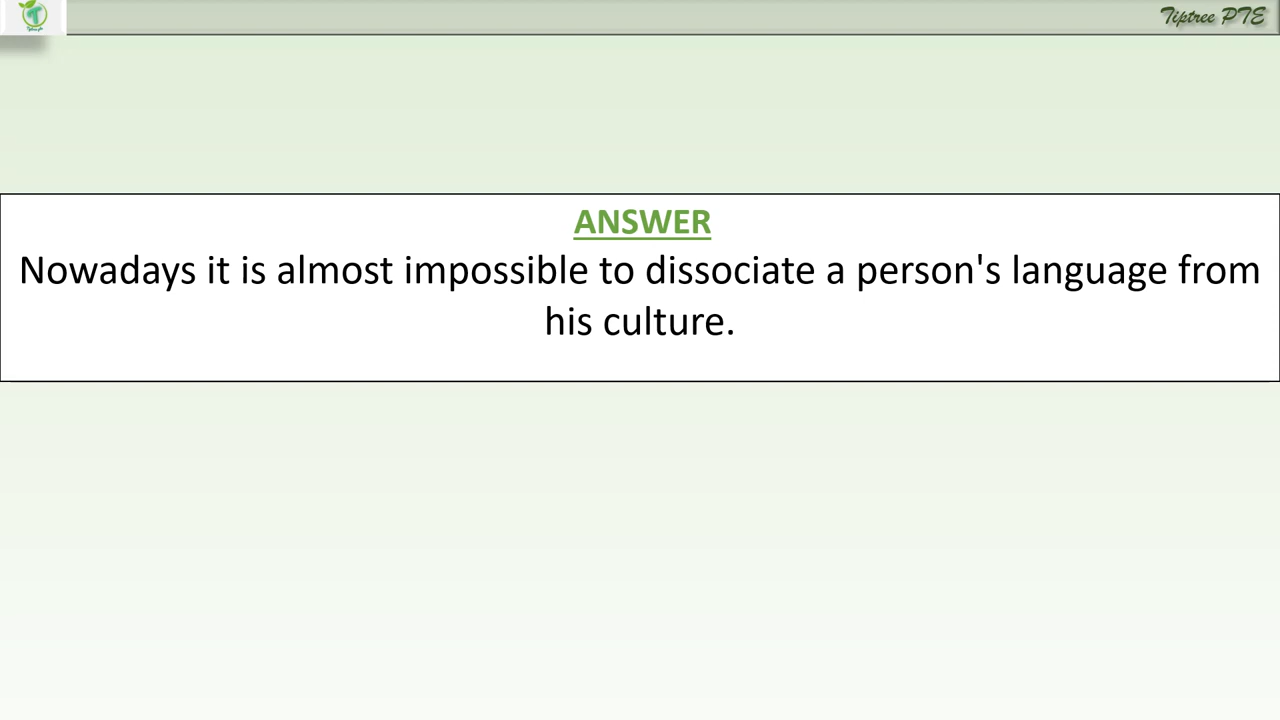 Tiptree PTE
ANSWER
Nowadays it is almost impossible to dissociate a person's language from
his culture.